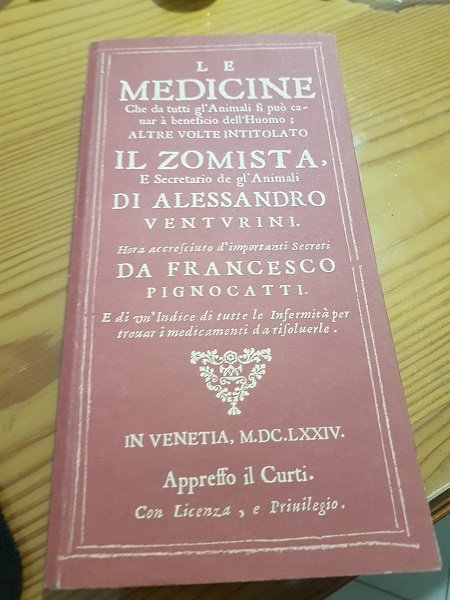 LE
MEDICINE
Che da tutti gl'Animali ſi può ca-
uar à beneficio dell'Huomo;
ALTRE VOLTE INTITOLATO
IL ZOMISTA,
E Secretario de gl'Animali
DI ALESSANDRO
VENTVRINI.
Hora accreſciuto d'importanti Secreti
DA FRANCESCO
PIGNOCATTI.
E di vn'Indice di tutte le Infermità per
trouar i medicamenti da riſoluerle.
IN VENETIA, M.DC.LXXIV.
Appreſſo il Curti.
Con Licenza, e Priuilegio.